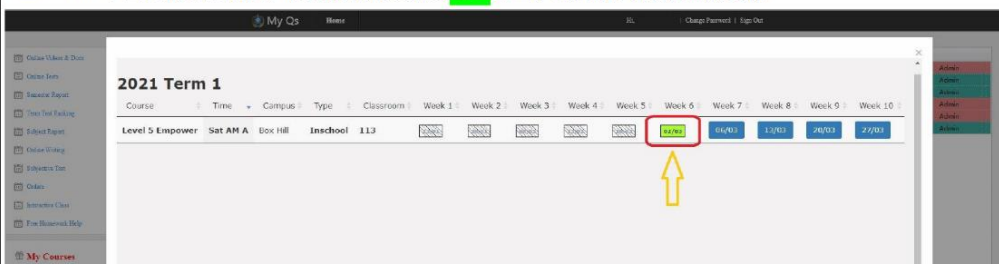 My Qs Home Hi, | Change Password | Sign Out
×
Online Videos & Docs
Online Tests
Semester Report
Term Test Ranking
Subject Report
Online Writing
Subjective Test
Orders
Interactive Class
Free Homework Help
My Courses
2021 Term 1
Course Time Campus Type Classroom Week 1 Week 2 Week 3 Week 4 Week 5 Week 6 Week 7 Week 8 Week 9 Week 10
Level 5 Empower Sat AM A Box Hill Inschool 113 06/03 13/03 20/03 27/03
Admin
Admin
Admin
Admin
Admin
Admin